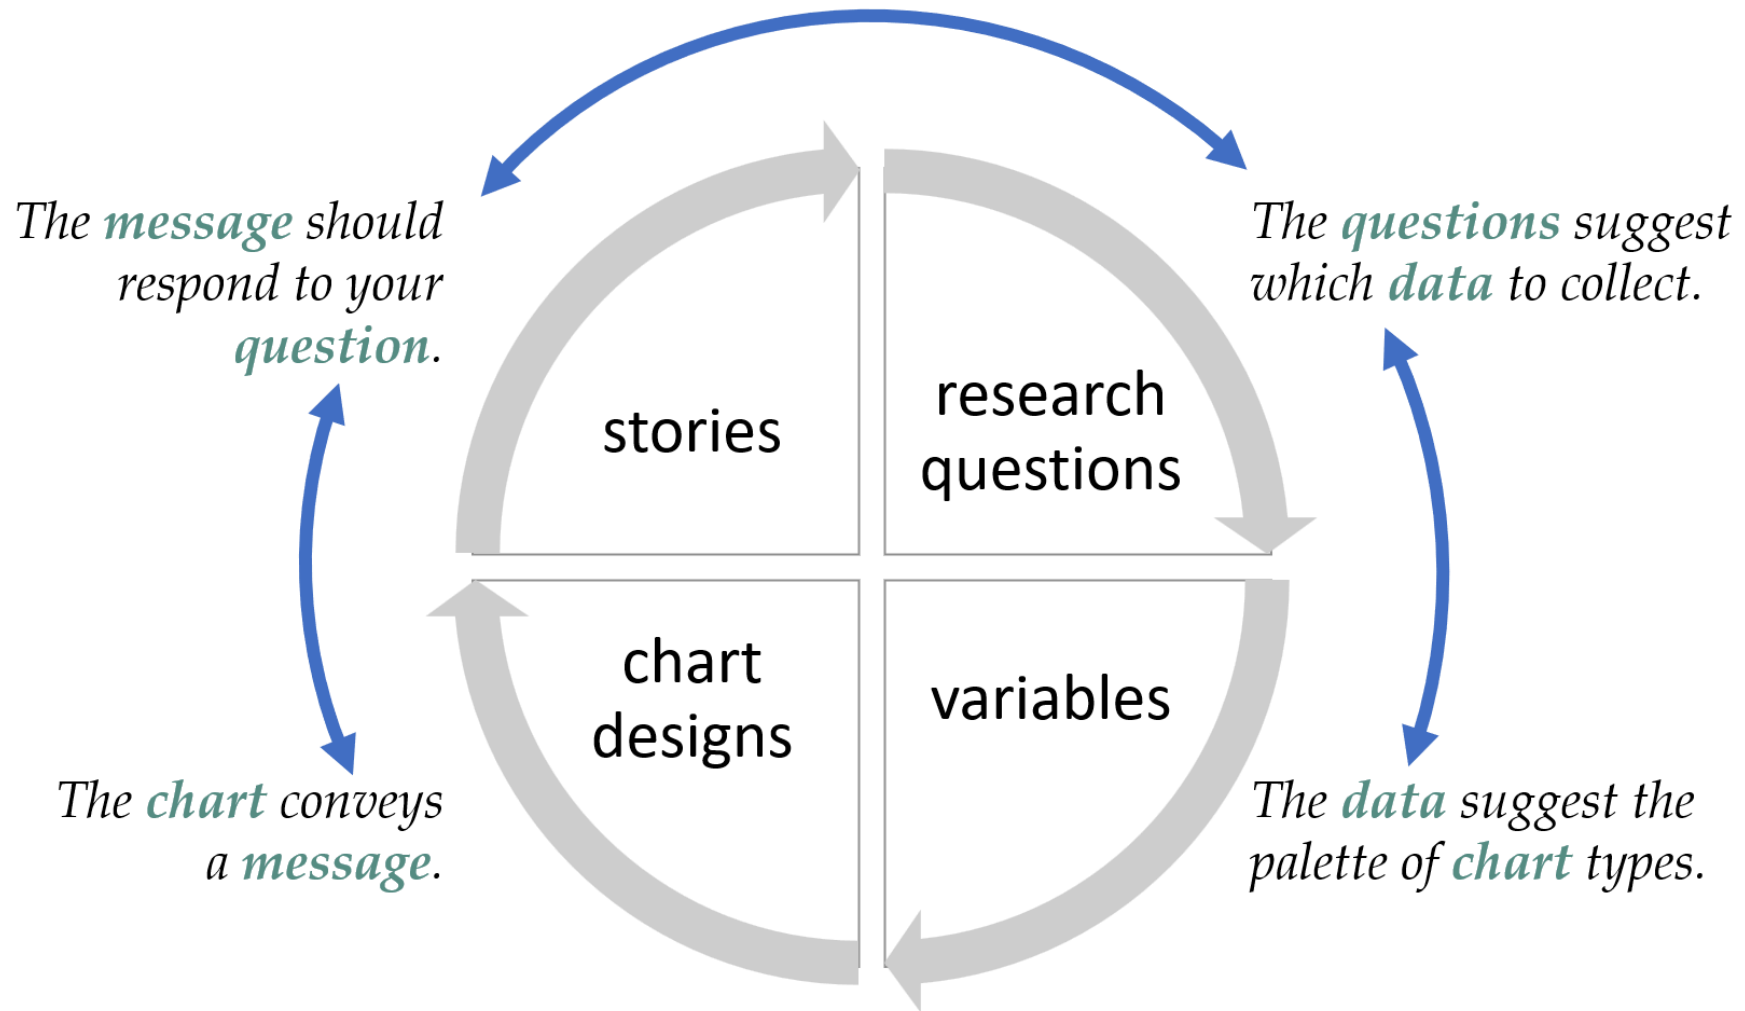 The message should
respond to your
question.
The questions suggest
which data to collect.
stories
research
questions
chart
designs
variables
The chart conveys
a message.
The data suggest the
palette of chart types.